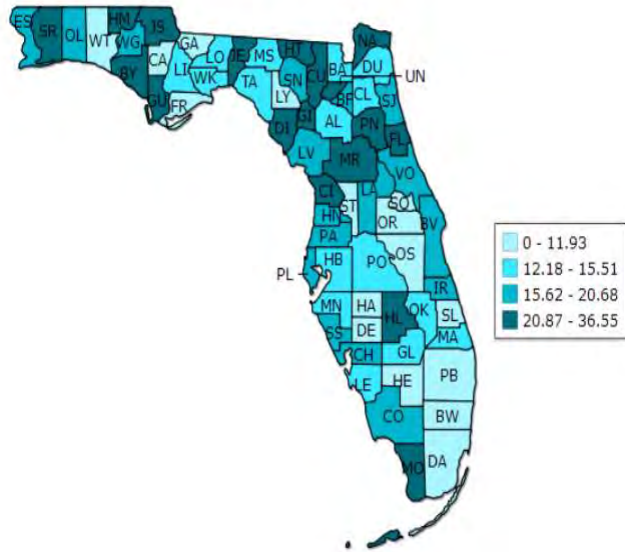 ES
SR
OL
WT
HM
WG
JS
BY
CA
GU
GA
LI
FR
LO
WK
JE
MS
TA
HT
LY
SN
CU
BA
NA
DU
UN
BF
CL
SJ
DI
GI
AL
PN
FL
LV
MR
VO
CI
ST
LA
SO
HN
OR
BV
PA
HB
PO
OS
PL
IR
MN
HA
HL
OK
SL
DE
SS
MA
CH
GL
LE
HE
PB
CO
BW
MO
DA
0 - 11.93
12.18 - 15.51
15.62 - 20.68
20.87 - 36.55